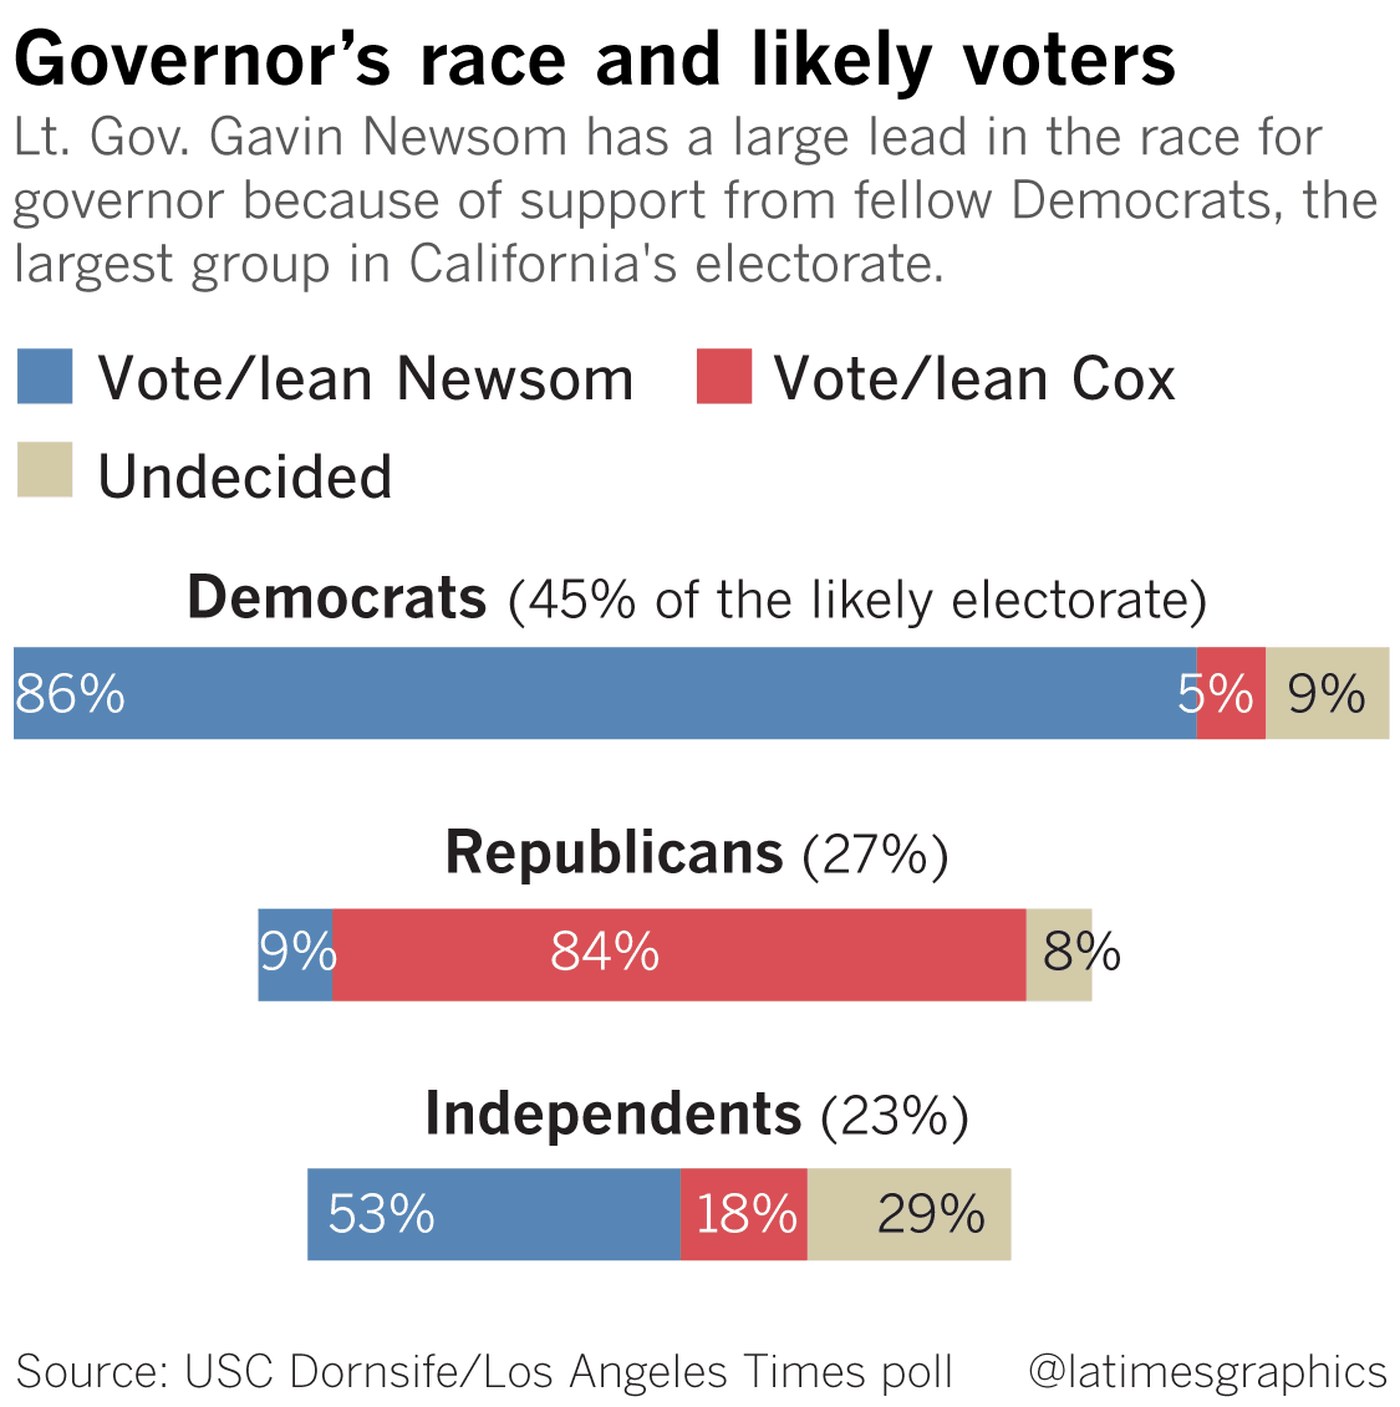 Governor’s race and likely voters
Lt. Gov. Gavin Newsom has a large lead in the race for
governor because of support from fellow Democrats, the
largest group in California's electorate.
Vote/lean Newsom Vote/lean Cox
Undecided
Democrats (45% of the likely electorate)
86% 5% 9%
Republicans (27%)
9% 84% 8%
Independents (23%)
53% 18% 29%
Source: USC Dornsife/Los Angeles Times poll @latimesgraphics